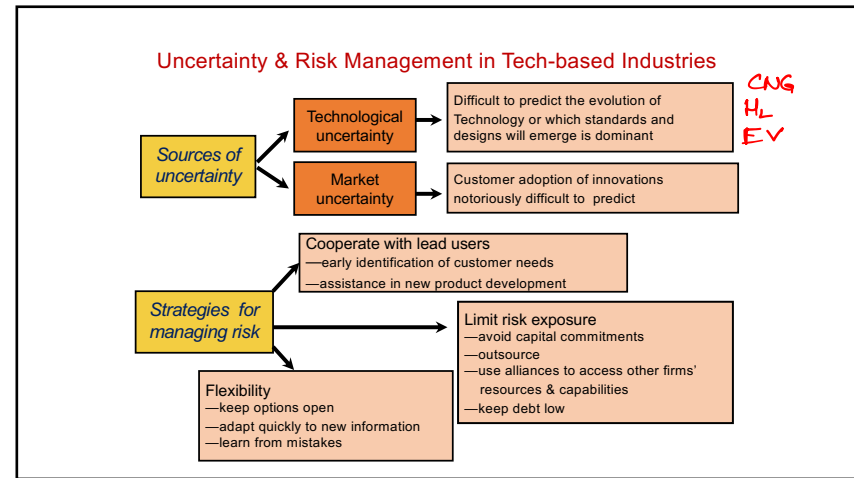 Uncertainty & Risk Management in Tech-based Industries
CNG
HL
EV
Sources of
uncertainty
Technological
uncertainty
Difficult to predict the evolution of
Technology or which standards and
designs will emerge is dominant
Market
uncertainty
Customer adoption of innovations
notoriously difficult to predict
Strategies for
managing risk
Cooperate with lead users
—early identification of customer needs
—assistance in new product development
Limit risk exposure
—avoid capital commitments
—outsource
—use alliances to access other firms’
resources & capabilities
—keep debt low
Flexibility
—keep options open
—adapt quickly to new information
—learn from mistakes